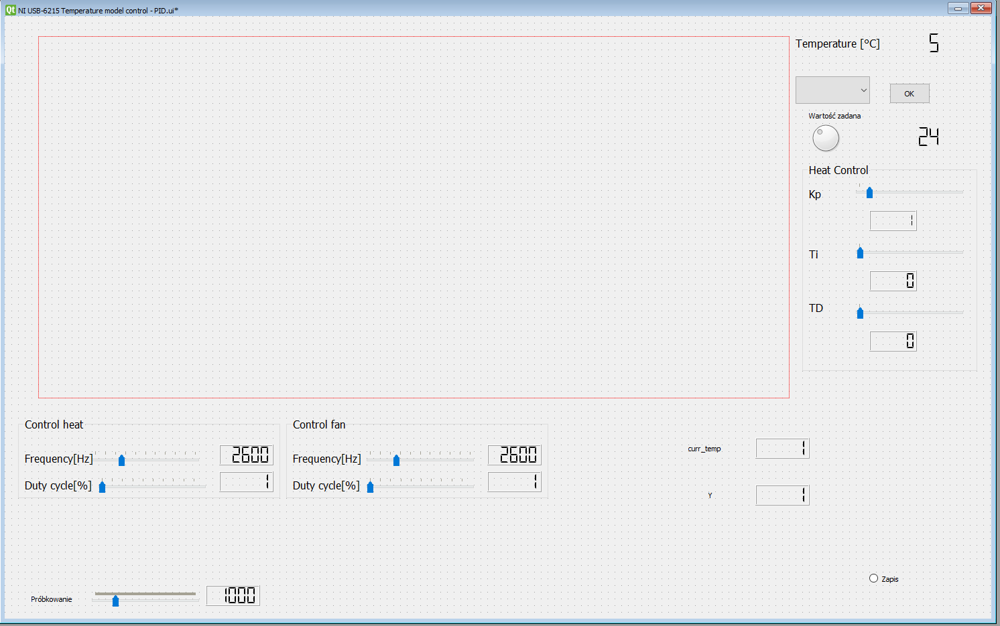 NI USB-6215 Temperature model control - PID.ui*
Temperature [°C]
5
OK
Wartość zadana
24
Heat Control
Kp
1
Ti
0
TD
0
Control heat
Frequency[Hz]
2600
Duty cycle[%]
1
Control fan
Frequency[Hz]
2600
Duty cycle[%]
1
curr_temp
1
Y
1
Zapis
Próbkowanie
1000